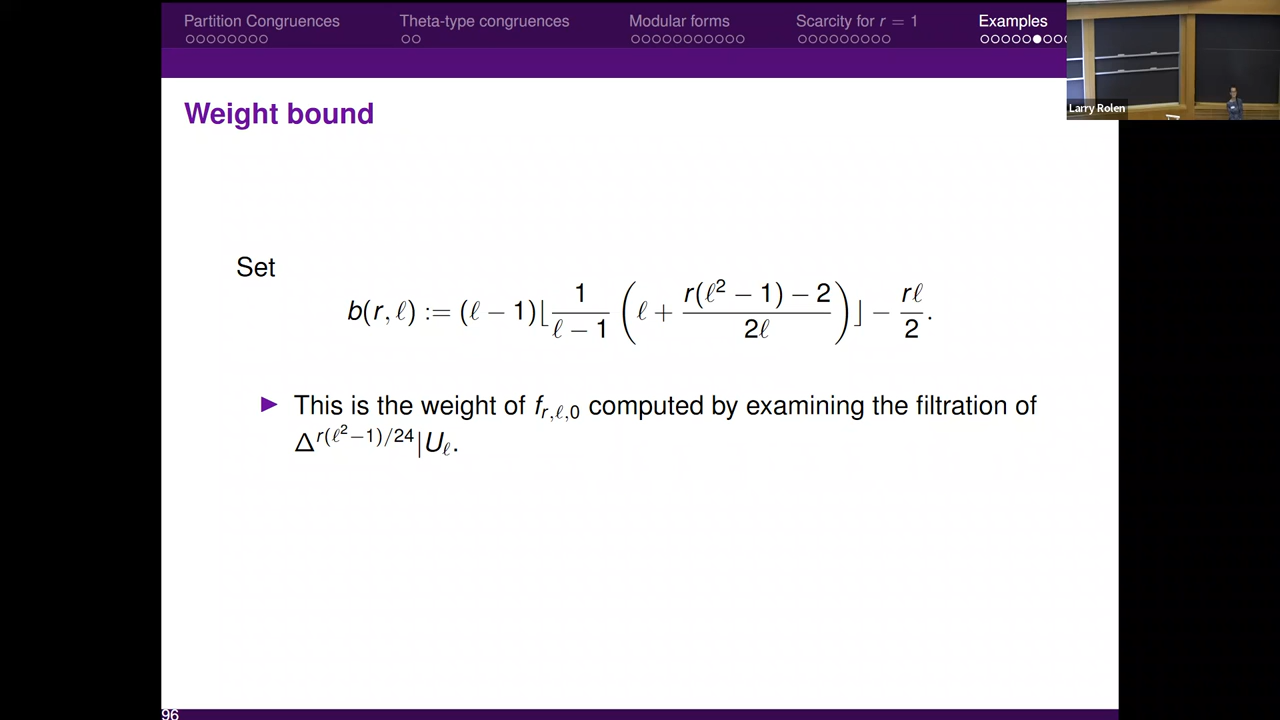 Partition Congruences Theta-type congruences Modular forms Scarcity for r = 1 Examples
Larry Rolen
Weight bound
Set
b(r, ℓ) := (ℓ − 1)⌊ 1/(ℓ − 1) ( ℓ + (r(ℓ² − 1) − 2)/(2ℓ) ) ⌋ − rℓ/2.
▶ This is the weight of f_{r,ℓ,0} computed by examining the filtration of
Δ^{r(ℓ²−1)/24}|U_ℓ.
96